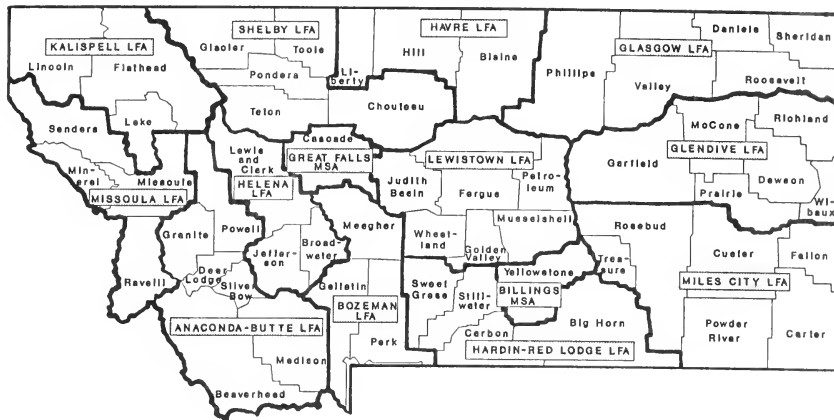 KALISPELL LFA
Lincoln
Flathead
Lake
SHELBY LFA
Glacier
Toole
Pondera
Teton
Li-
berty
HAVRE LFA
Hill
Blaine
Chouteau
GLASGOW LFA
Daniels
Sheridan
Phillips
Valley
Roosevelt
Sanders
Min-
eral
Missoula
MISSOULA LFA
Ravalli
Lewis
and
Clerk
HELENA
LFA
Jeffer-
son
Broad-
water
Cascade
GREAT FALLS
MSA
LEWISTOWN LFA
Judith
Basin
Fergus
Petro-
leum
Wheat-
land
Golden
Valley
Musselshell
McCone
Richland
GLENDIVE LFA
Garfield
Dawson
Prairie
Wi-
baux
Granite
Powell
Deer
Lodge
Silver
Bow
ANACONDA-BUTTE LFA
Madison
Beaverhead
Meagher
Gallatin
BOZEMAN
LFA
Park
Sweet
Grass
Still-
water
Carbon
Yellowstone
BILLINGS
MSA
Big Horn
HARDIN-RED LODGE LFA
Rosebud
Trea-
sure
Custer
Fallon
MILES CITY LFA
Powder
River
Carter